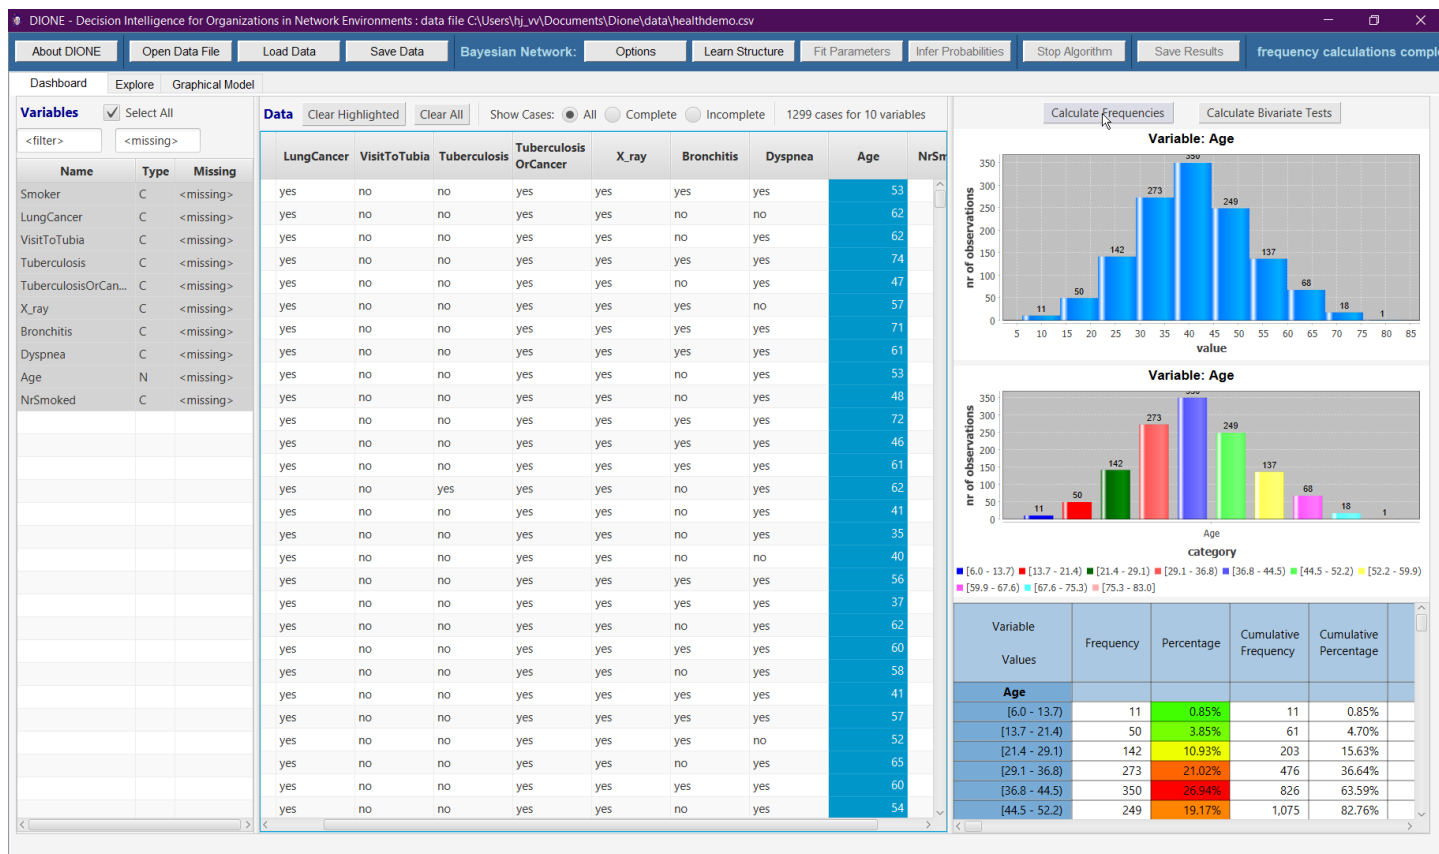 DIONE - Decision Intelligence for Organizations in Network Environments : data file C:\Users\hj_vv\Documents\Dione\data\healthdemo.csv
About DIONE Open Data File Load Data Save Data Bayesian Network: Options Learn Structure Fit Parameters Infer Probabilities Stop Algorithm Save Results frequency calculations compl
Dashboard Explore Graphical Model
Variables Select All
<filter> <missing>
Name Type Missing
Smoker C <missing>
LungCancer C <missing>
VisitToTubia C <missing>
Tuberculosis C <missing>
TuberculosisOrCan... C <missing>
X_ray C <missing>
Bronchitis C <missing>
Dyspnea C <missing>
Age N <missing>
NrSmoked C <missing>
Data Clear Highlighted Clear All Show Cases: All Complete Incomplete 1299 cases for 10 variables
LungCancer VisitToTubia Tuberculosis Tuberculosis OrCancer X_ray Bronchitis Dyspnea Age NrSm
yes no no yes yes yes yes 53
yes no no yes yes no no 62
yes no no yes yes no yes 62
yes no no yes yes yes yes 74
yes no no yes yes no yes 47
yes no no yes yes yes no 57
yes no no yes yes yes yes 71
yes no no yes yes yes yes 61
yes no no yes yes no yes 53
yes no no yes yes no yes 48
yes no no yes yes yes yes 72
yes no no yes yes yes yes 46
yes no no yes yes yes yes 61
yes no yes yes yes no yes 62
yes no no yes yes no yes 41
yes no no yes yes no yes 35
yes no no yes yes no no 40
yes no no yes yes yes yes 56
yes no no yes yes yes yes 37
yes no no yes yes no yes 62
yes no no yes yes yes yes 60
yes no no yes yes no yes 58
yes no no yes yes yes yes 41
yes no no yes yes yes yes 57
yes no no yes yes yes no 52
yes no no yes yes no yes 65
yes no no yes yes yes yes 60
yes no no yes yes no yes 54
Calculate Frequencies Calculate Bivariate Tests
Variable: Age
nr of observations
350
300
250
200
150
100
50
0
11 50 142 273 350 249 137 68 18 1
5 10 15 20 25 30 35 40 45 50 55 60 65 70 75 80 85
value
Variable: Age
nr of observations
350
300
250
200
150
100
50
0
11 50 142 273 350 249 137 68 18 1
Age
category
[6.0 - 13.7) [13.7 - 21.4) [21.4 - 29.1) [29.1 - 36.8) [36.8 - 44.5) [44.5 - 52.2) [52.2 - 59.9)
[59.9 - 67.6) [67.6 - 75.3) [75.3 - 83.0]
Variable Values Frequency Percentage Cumulative Frequency Cumulative Percentage
Age
[6.0 - 13.7) 11 0.85% 11 0.85%
[13.7 - 21.4) 50 3.85% 61 4.70%
[21.4 - 29.1) 142 10.93% 203 15.63%
[29.1 - 36.8) 273 21.02% 476 36.64%
[36.8 - 44.5) 350 26.94% 826 63.59%
[44.5 - 52.2) 249 19.17% 1,075 82.76%